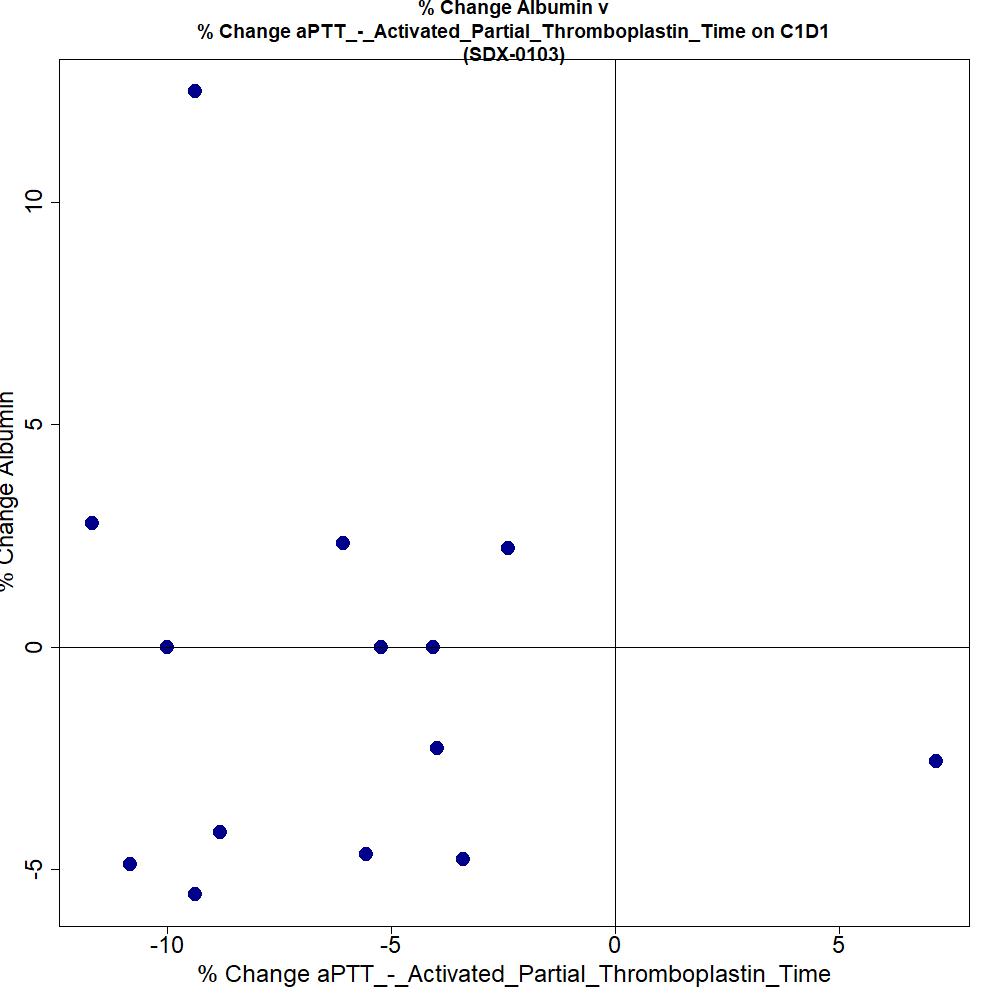 % Change Albumin v
% Change aPTT_-_Activated_Partial_Thromboplastin_Time on C1D1
(SDX-0103)
% Change Albumin
10
5
0
-5
-10
-5
0
5
% Change aPTT_-_Activated_Partial_Thromboplastin_Time